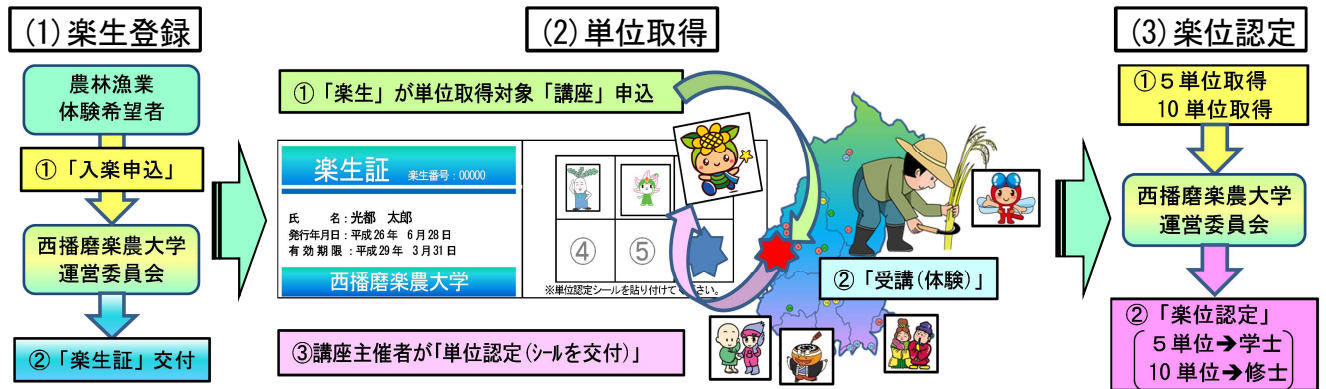 (1)楽生登録
農林漁業
体験希望者
①「入楽申込」
西播磨楽農大学
運営委員会
②「楽生証」交付
(2)単位取得
①「楽生」が単位取得対象「講座」申込
楽生証 楽生番号：00000
氏 名：光都 太郎
発行年月日：平成26年 6月28日
有効期限：平成29年 3月31日
西播磨楽農大学
④ ⑤
※単位認定シールを貼り付けて さい。
②「受講(体験)」
③講座主催者が「単位認定(ｼｰﾙを交付)」
(3)楽位認定
①5単位取得
10単位取得
西播磨楽農大学
運営委員会
②「楽位認定」
5単位➔学士
10単位➔修士